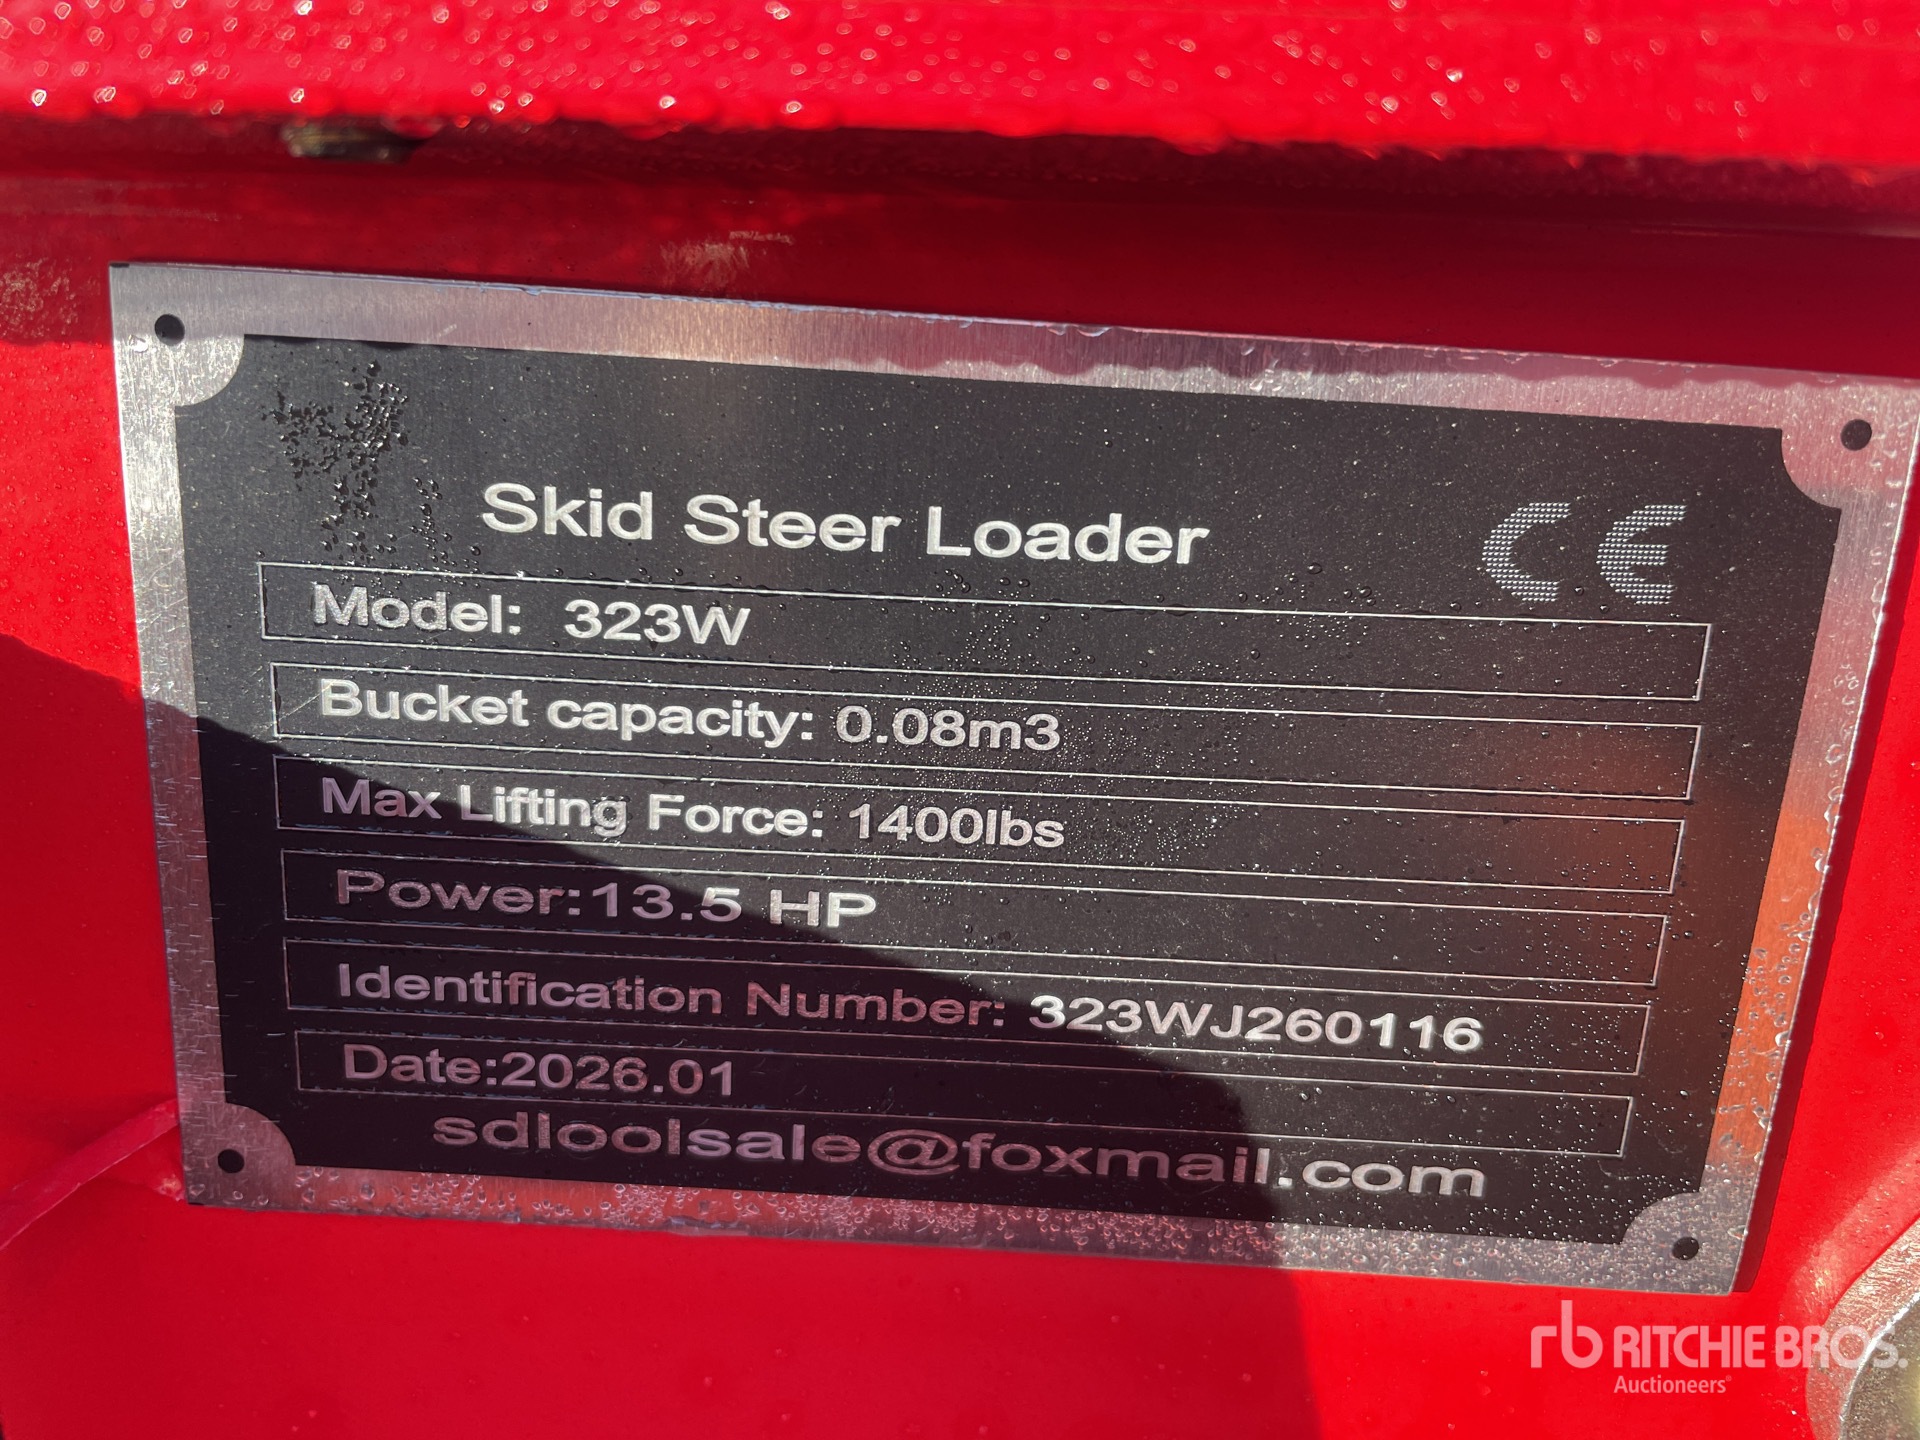 Skid Steer Loader
CE
Model: 323W
Bucket capacity: 0.08m3
Max Lifting Force: 1400lbs
Power:13.5 HP
Identification Number: 323WJ260116
Date:2026.01
sdloolsale@foxmail.com
rb RITCHIE BROS.
Auctioneers